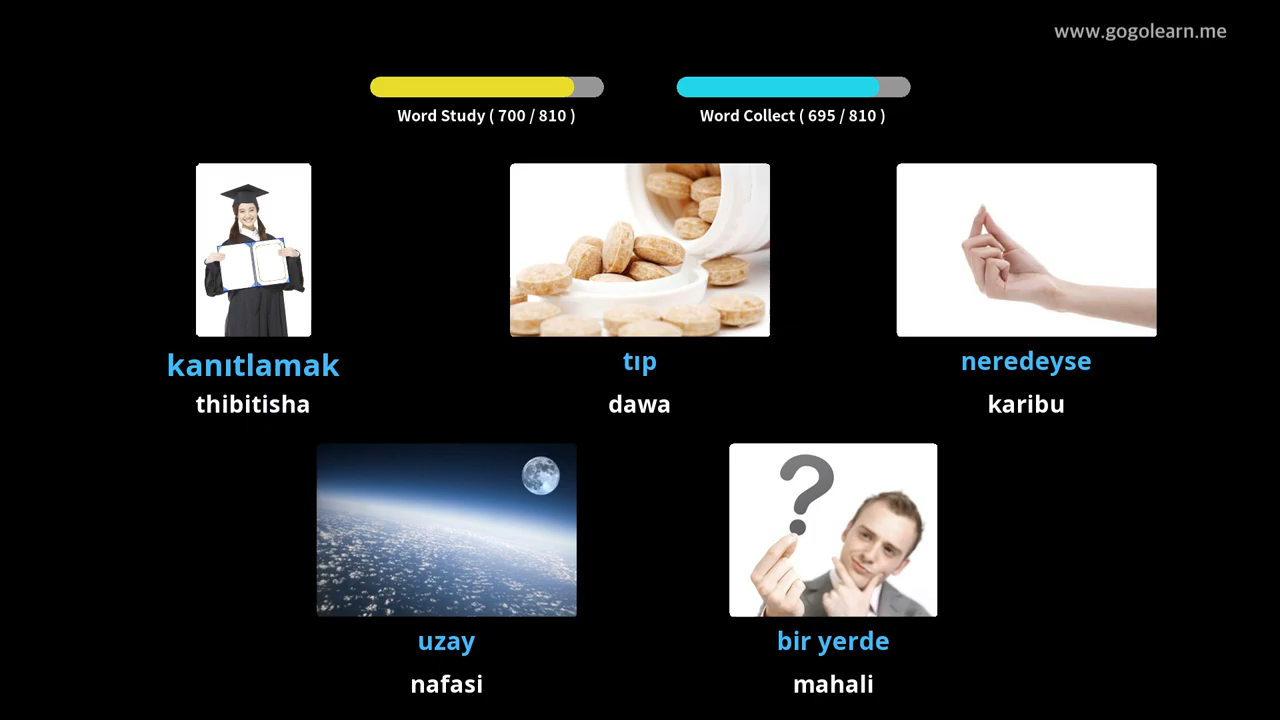 www.gogolearn.me
Word Study ( 700 / 810 )
Word Collect ( 695 / 810 )
kanıtlamak
thibitisha
tıp
dawa
neredeyse
karibu
uzay
nafasi
?
bir yerde
mahali